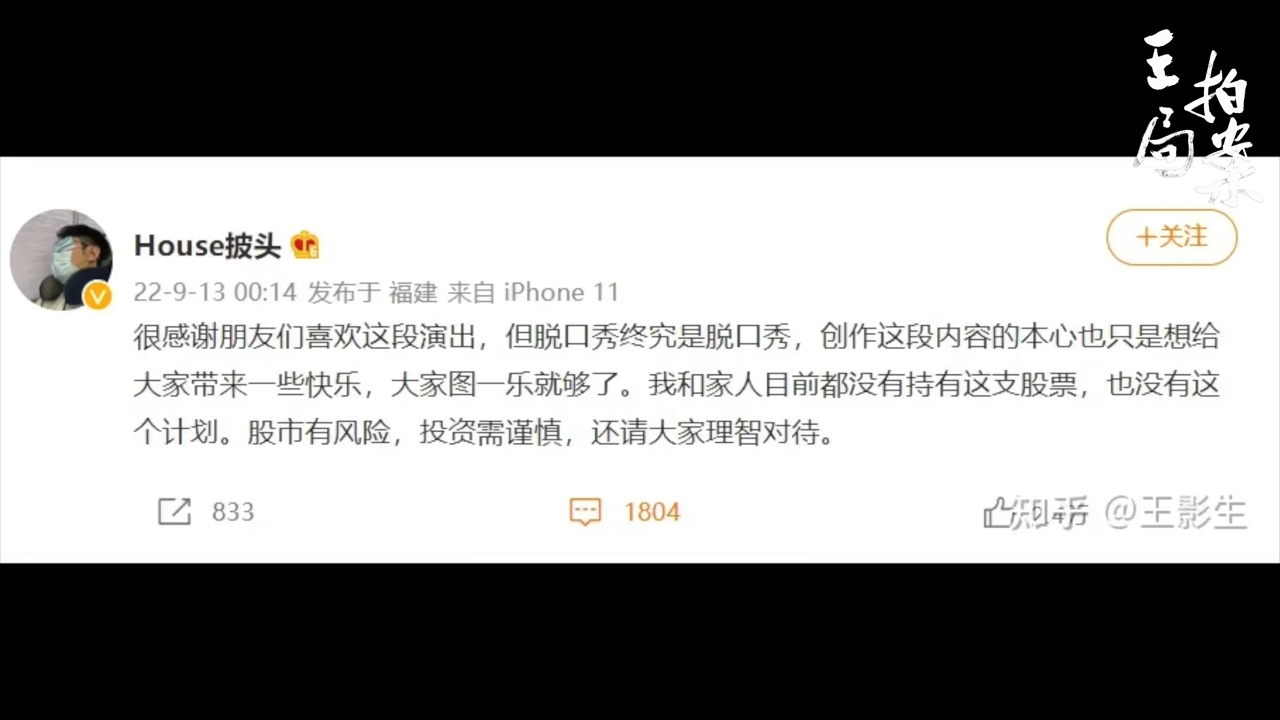 王局拍案
House披头
+关注
22-9-13 00:14 发布于 福建 来自 iPhone 11
很感谢朋友们喜欢这段演出，但脱口秀终究是脱口秀，创作这段内容的本心也只是想给
大家带来一些快乐，大家图一乐就够了。我和家人目前都没有持有这支股票，也没有这
个计划。股市有风险，投资需谨慎，还请大家理智对待。
833
1804
知乎 @王影生